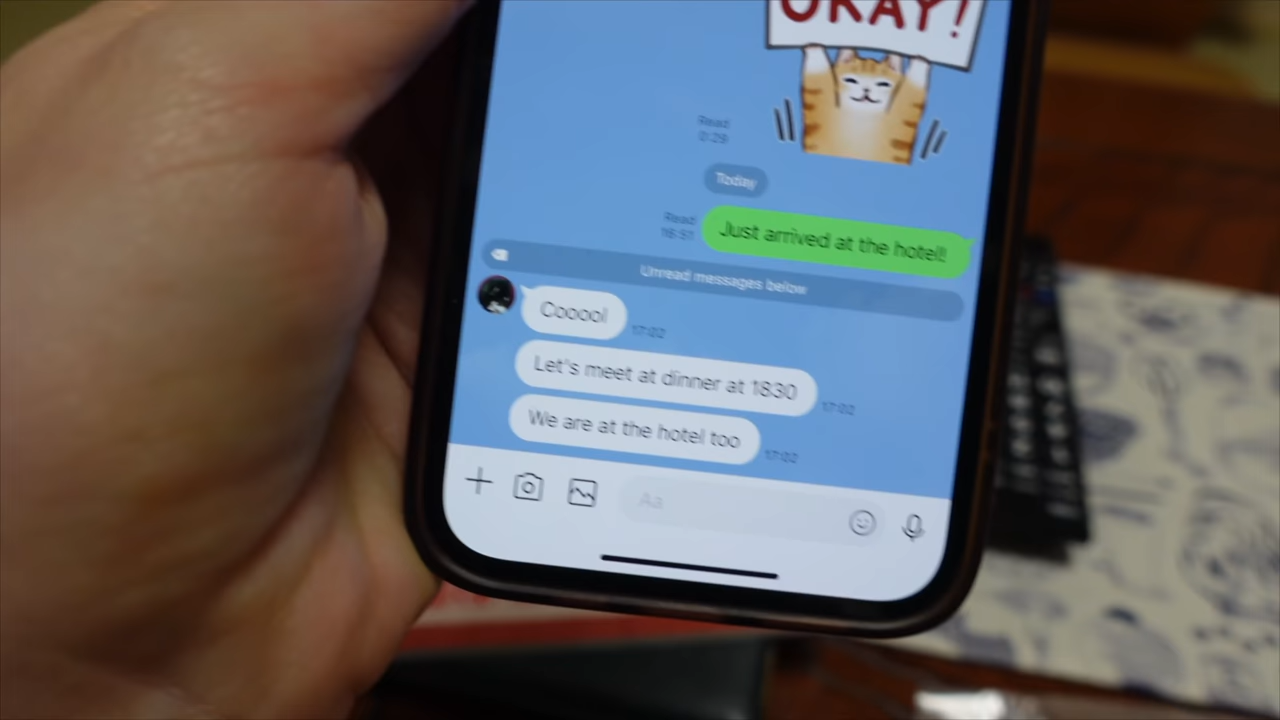 OKAY!
Read
0:29
Today
Read
16:51
Just arrived at the hotel!
Unread messages below
Cooool
17:02
Let's meet at dinner at 1830
17:02
We are at the hotel too
17:02
Aa